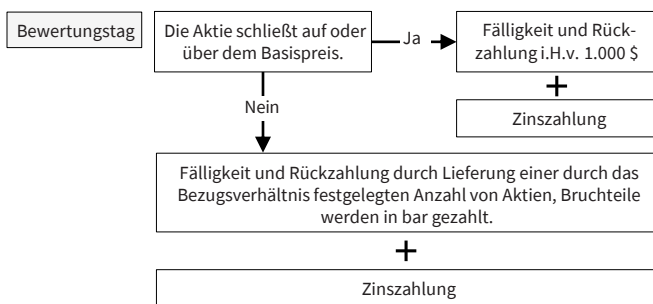 Bewertungstag
Die Aktie schließt auf oder
über dem Basispreis.
Ja
Fälligkeit und Rück-
zahlung i.H.v. 1.000 $
+
Zinszahlung
Nein
Fälligkeit und Rückzahlung durch Lieferung einer durch das
Bezugsverhältnis festgelegten Anzahl von Aktien, Bruchteile
werden in bar gezahlt.
+
Zinszahlung